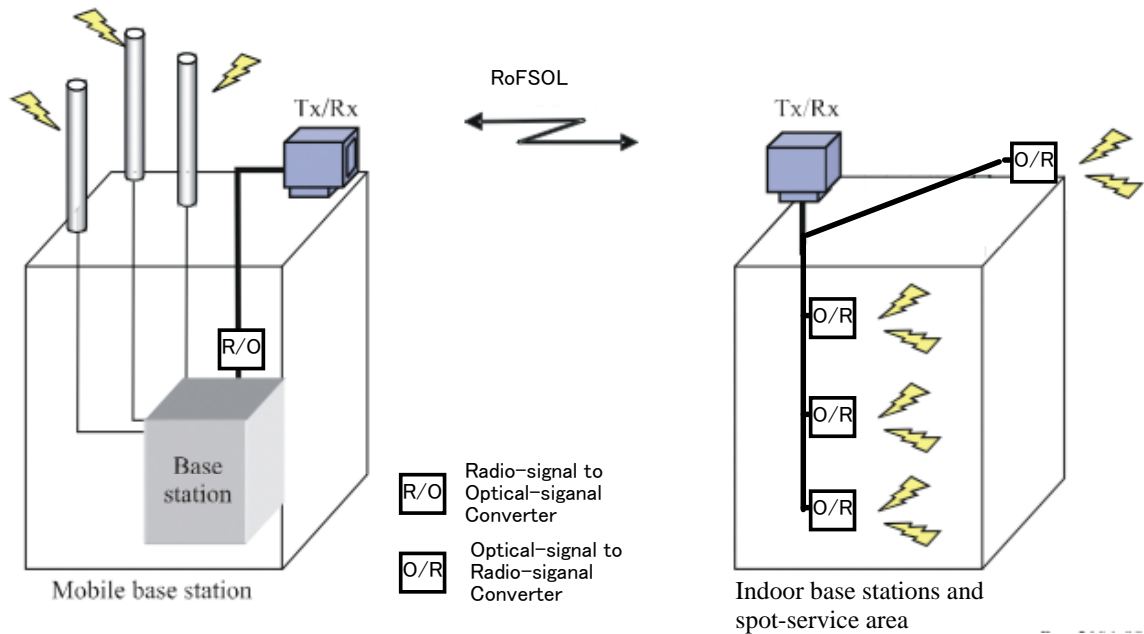 RoFSOL
Tx/Rx
Tx/Rx
O/R
R/O
O/R
O/R
O/R
Base
station
R/O
Radio-signal to
Optical-siganal
Converter
O/R
Optical-signal to
Radio-siganal
Converter
Mobile base station
Indoor base stations and
spot-service area